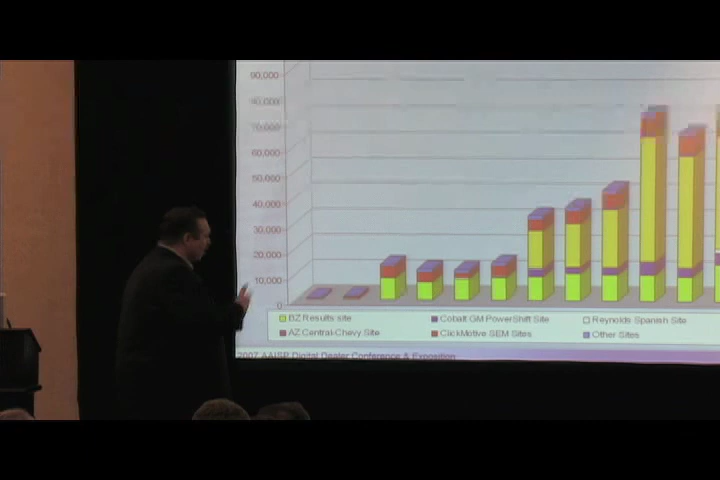 90,000
80,000
70,000
60,000
50,000
40,000
30,000
20,000
10,000
0
BZ Results site
Cobalt GM PowerShift Site
Reynolds Spanish Site
AZ Central-Chevy Site
ClickMotive SEM Sites
Other Sites
2007 AAISP Digital Dealer Conference & Exposition